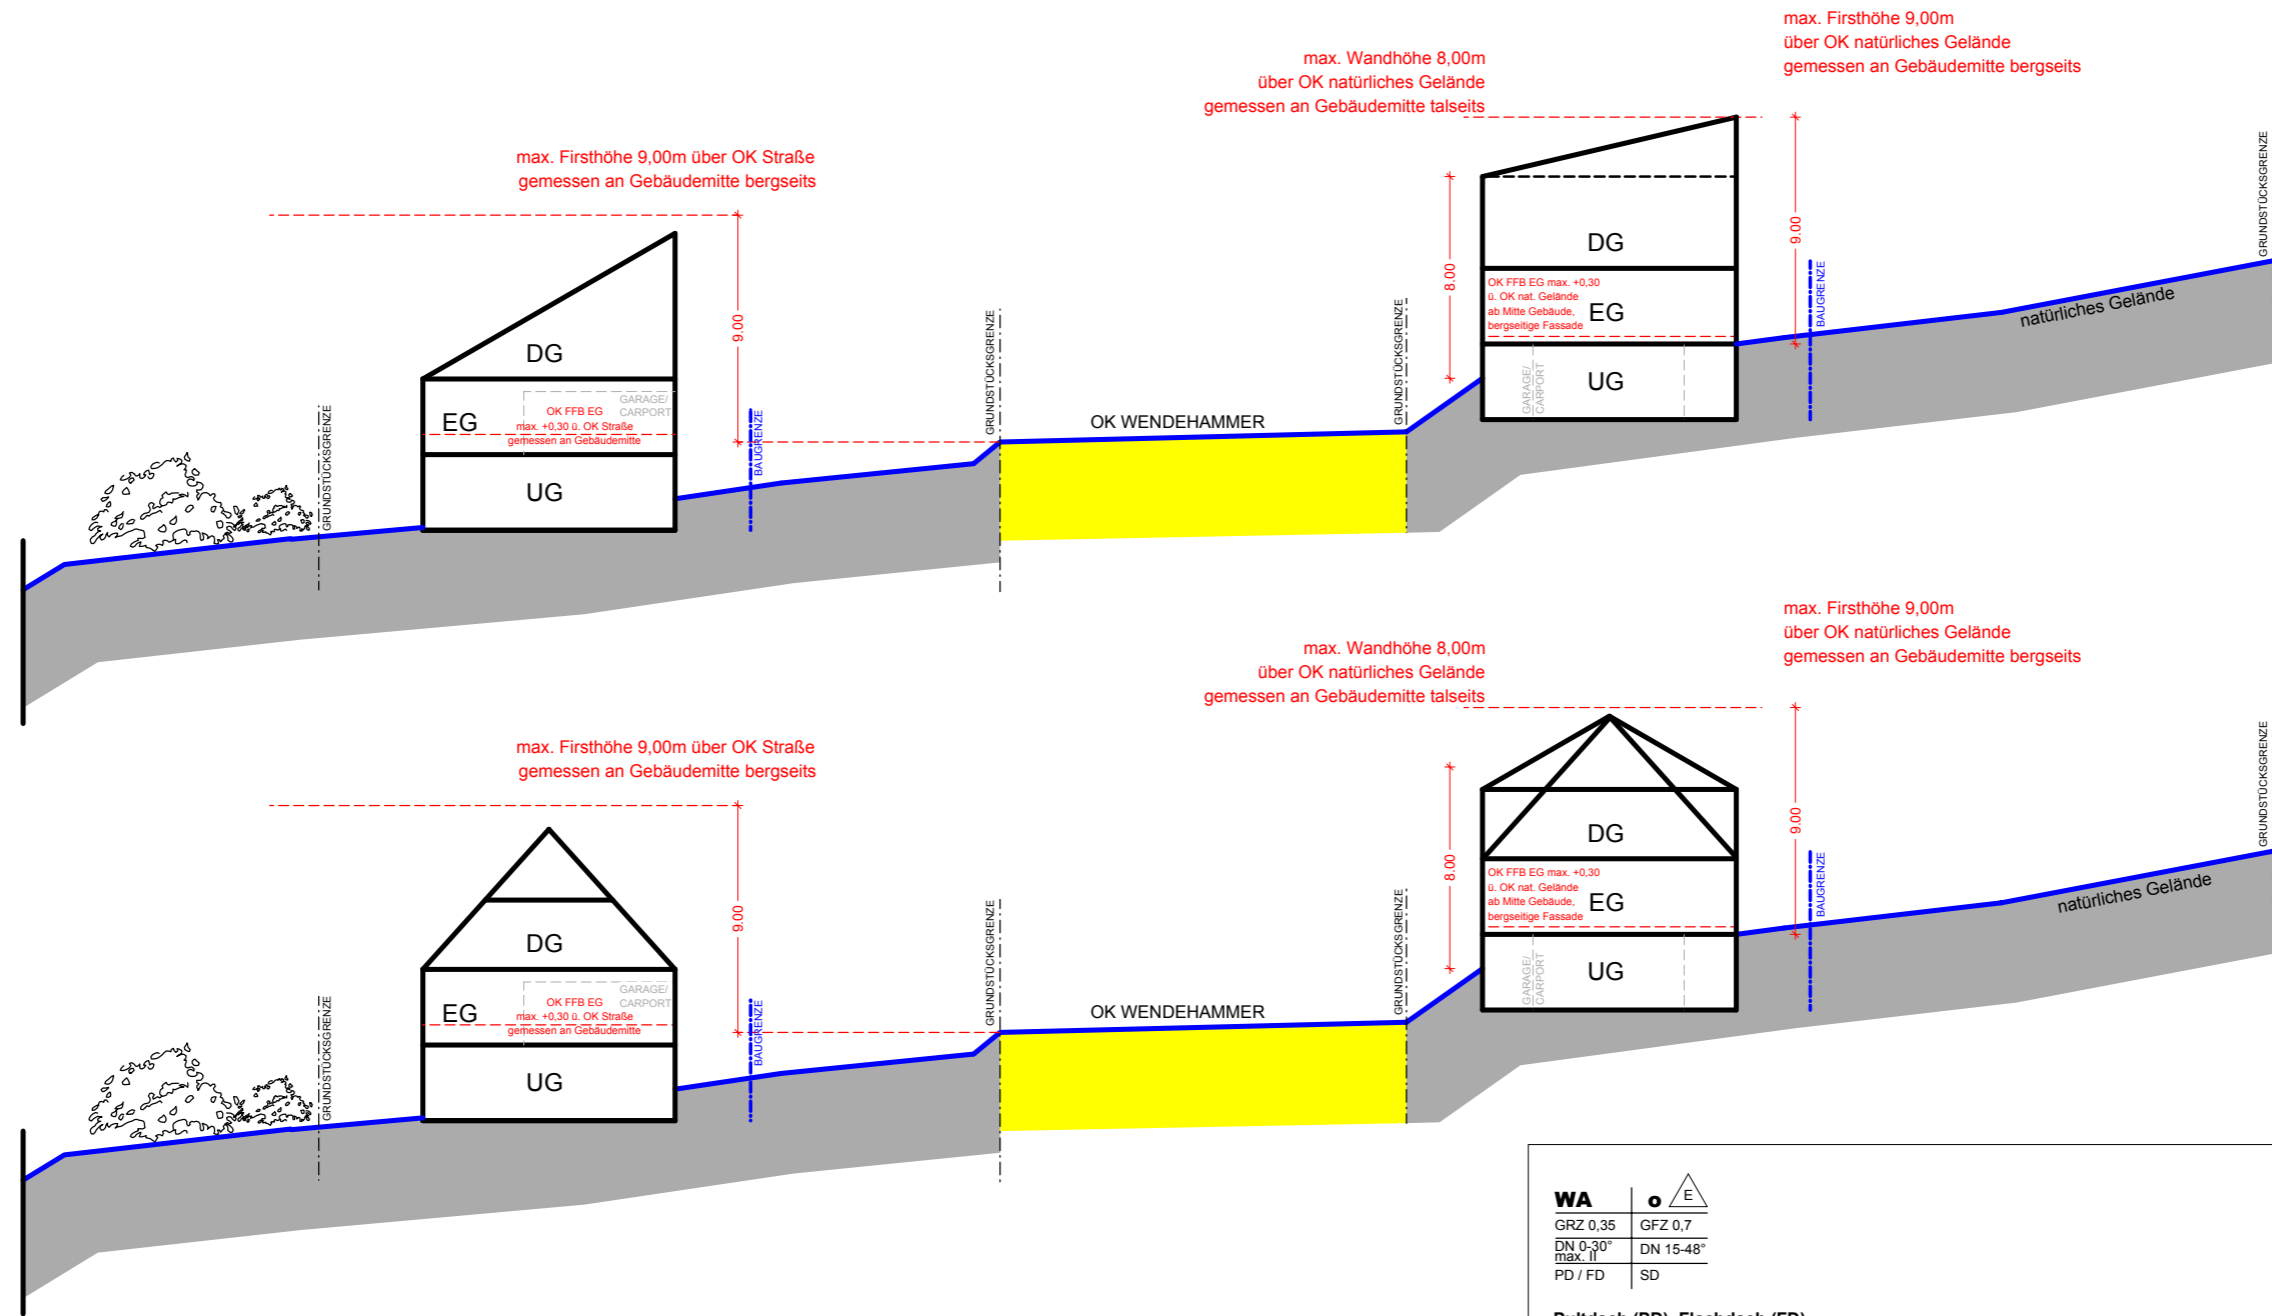 max. Firsthöhe 9,00m
über OK natürliches Gelände
gemessen an Gebäudemitte bergseits
max. Wandhöhe 8,00m
über OK natürliches Gelände
gemessen an Gebäudemitte talseits
max. Firsthöhe 9,00m über OK Straße
gemessen an Gebäudemitte bergseits
GRUNDSTÜCKSGRENZE
9.00
DG
EG
GARAGE/
CARPORT
OK FFB EG
max. +0,30 ü. OK Straße
gemessen an Gebäudemitte
UG
BAUGRENZE
GRUNDSTÜCKSGRENZE
OK WENDEHAMMER
GRUNDSTÜCKSGRENZE
8.00
DG
OK FFB EG max. +0,30
ü. OK nat. Gelände
ab Mitte Gebäude,
bergseitige Fassade
EG
GARAGE/
CARPORT
UG
9.00
BAUGRENZE
natürliches Gelände
GRUNDSTÜCKSGRENZE
max. Firsthöhe 9,00m
über OK natürliches Gelände
gemessen an Gebäudemitte bergseits
max. Wandhöhe 8,00m
über OK natürliches Gelände
gemessen an Gebäudemitte talseits
max. Firsthöhe 9,00m über OK Straße
gemessen an Gebäudemitte bergseits
GRUNDSTÜCKSGRENZE
9.00
DG
EG
GARAGE/
CARPORT
OK FFB EG
max. +0,30 ü. OK Straße
gemessen an Gebäudemitte
UG
BAUGRENZE
GRUNDSTÜCKSGRENZE
OK WENDEHAMMER
GRUNDSTÜCKSGRENZE
8.00
DG
OK FFB EG max. +0,30
ü. OK nat. Gelände
ab Mitte Gebäude,
bergseitige Fassade
EG
GARAGE/
CARPORT
UG
9.00
BAUGRENZE
natürliches Gelände
GRUNDSTÜCKSGRENZE
WA o E
GRZ 0,35 GFZ 0,7
DN 0-30° DN 15-48°
max. II
PD / FD SD
Pultdach (PD), Flachdach (FD)